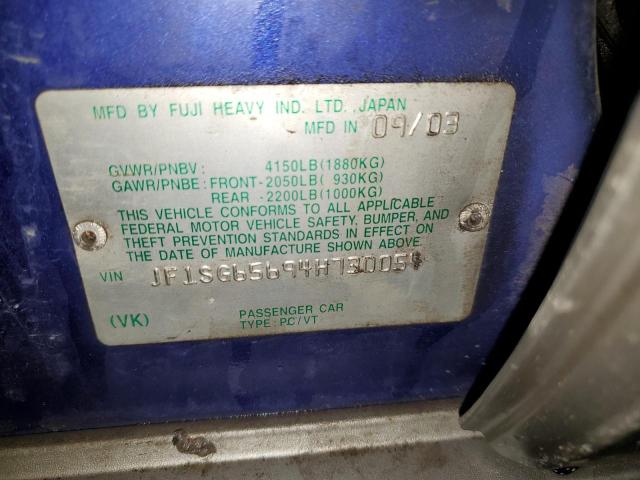 MFD BY FUJI HEAVY IND. LTD. JAPAN
MFD IN 09/03
GVWR/PNBV: 4150LB(1880KG)
GAWR/PNBE: FRONT-2050LB( 930KG)
REAR -2200LB(1000KG)
THIS VEHICLE CONFORMS TO ALL APPLICABLE
FEDERAL MOTOR VEHICLE SAFETY, BUMPER, AND
THEFT PREVENTION STANDARDS IN EFFECT ON
THE DATE OF MANUFACTURE SHOWN ABOVE.
VIN
(VK) PASSENGER CAR
TYPE: PC/VT